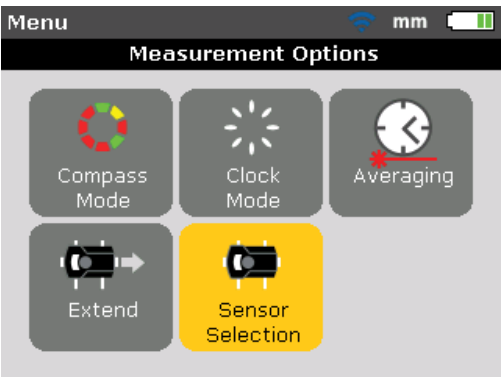 Menu mm
Measurement Options
Compass
Mode
Clock
Mode
Averaging
Extend
Sensor
Selection